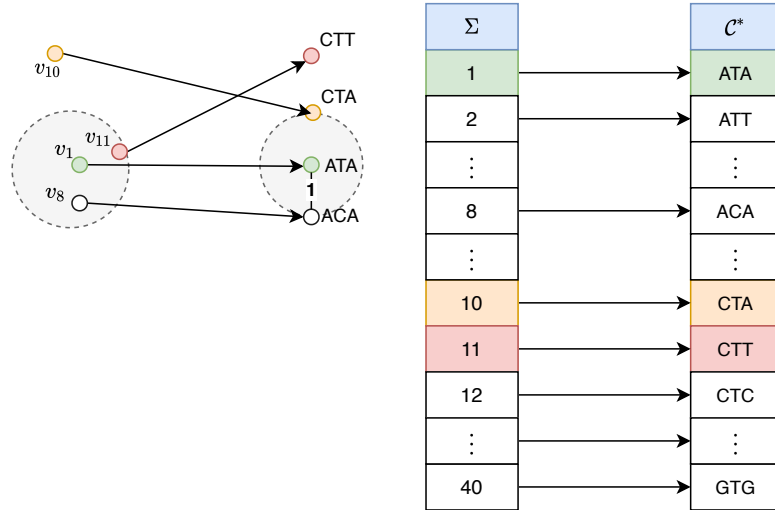 CTT
v10
CTA
v11
v1
ATA
1
v8
ACA
Σ C*
1 ATA
2 ATT
⋮ ⋮
8 ACA
⋮ ⋮
10 CTA
11 CTT
12 CTC
⋮ ⋮
40 GTG